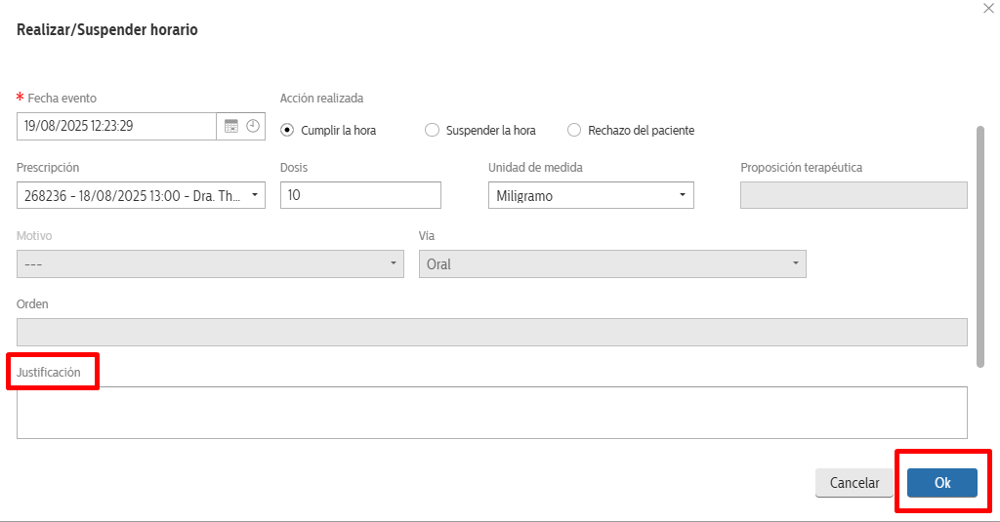 Realizar/Suspender horario
* Fecha evento
Acción realizada
19/08/2025 12:23:29
Cumplir la hora
Suspender la hora
Rechazo del paciente
Prescripción
Dosis
Unidad de medida
Proposición terapéutica
268236 - 18/08/2025 13:00 - Dra. Th...
10
Miligramo
Motivo
Vía
---
Oral
Orden
Justificación
Cancelar
Ok